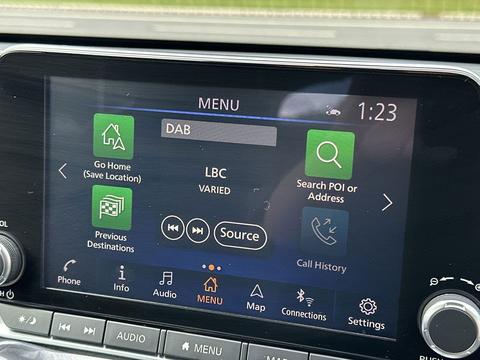 MENU
1:23
DAB
Go Home
(Save Location)
LBC
VARIED
Search POI or
Address
Previous
Destinations
Source
Call History
Phone
Info
Audio
MENU
Map
Connections
Settings
AUDIO
MENU
MAP